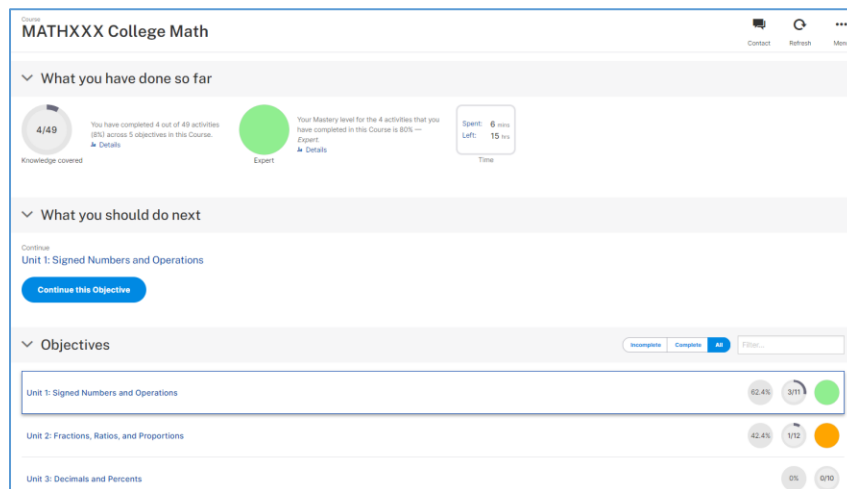 Course
MATHXXX College Math
Contact
Refresh
Menu
What you have done so far
4/49
Knowledge covered
You have completed 4 out of 49 activities
(8%) across 5 objectives in this Course.
Details
Expert
Your Mastery level for the 4 activities that you
have completed in this Course is 80% —
Expert.
Details
Spent: 6 mins
Left: 15 hrs
Time
What you should do next
Continue
Unit 1: Signed Numbers and Operations
Continue this Objective
Objectives
Incomplete Complete All Filter...
Unit 1: Signed Numbers and Operations 62.4% 3/11
Unit 2: Fractions, Ratios, and Proportions 42.4% 1/12
Unit 3: Decimals and Percents 0% 0/10